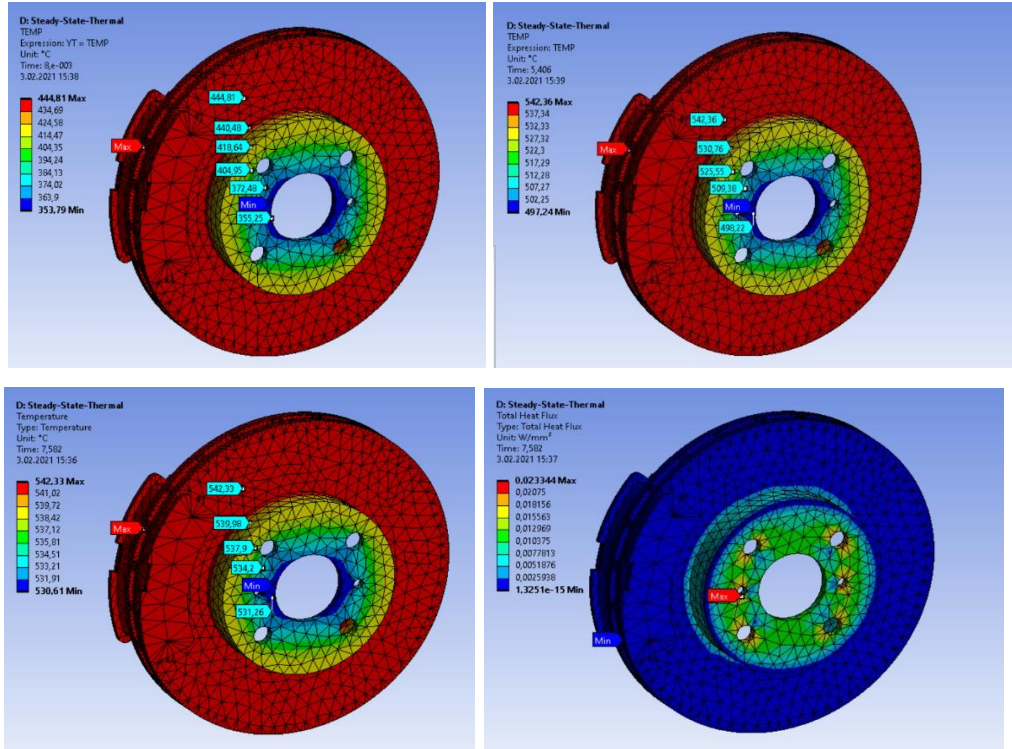 D: Steady-State-Thermal
TEMP
Expression: YT = TEMP
Unit: °C
Time: 8,e-003
3.02.2021 15:38
444,81 Max
434,69
424,58
414,47
404,35
394,24
384,13
374,02
363,9
353,79 Min
444,81
440,48
Max
418,64
404,95
372,48
Min
355,25
D: Steady-State-Thermal
TEMP
Expression: TEMP
Unit: °C
Time: 5,406
3.02.2021 15:39
542,36 Max
537,34
532,33
527,32
522,3
517,29
512,28
507,27
502,25
497,24 Min
542,36
Max
530,76
525,55
509,38
Min
498,22
D: Steady-State-Thermal
Temperature
Type: Temperature
Unit: °C
Time: 7,582
3.02.2021 15:36
542,33 Max
541,02
539,72
538,42
537,12
535,81
534,51
533,21
531,91
530,61 Min
542,33
539,98
Max
537,9
534,2
Min
531,26
D: Steady-State-Thermal
Total Heat Flux
Type: Total Heat Flux
Unit: W/mm²
Time: 7,582
3.02.2021 15:37
0,023344 Max
0,02075
0,018156
0,015563
0,012969
0,010375
0,0077813
0,0051876
0,0025938
1,3251e-15 Min
Max
Min